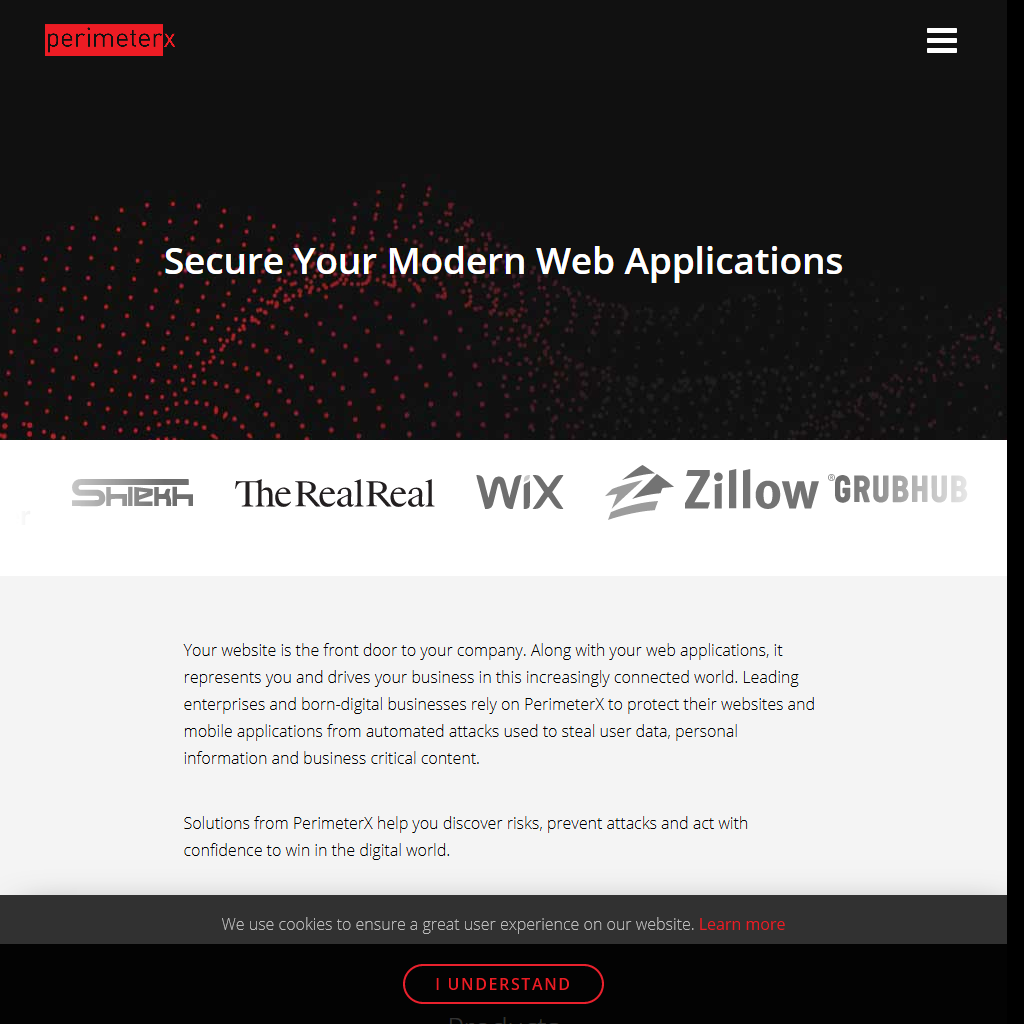 perimeterx
Secure Your Modern Web Applications
r
SHIEKH
The RealReal
WiX
Zillow®
GRUBHUB
Your website is the front door to your company. Along with your web applications, it
represents you and drives your business in this increasingly connected world. Leading
enterprises and born-digital businesses rely on PerimeterX to protect their websites and
mobile applications from automated attacks used to steal user data, personal
information and business critical content.
Solutions from PerimeterX help you discover risks, prevent attacks and act with
confidence to win in the digital world.
We use cookies to ensure a great user experience on our website. Learn more
I UNDERSTAND
Products